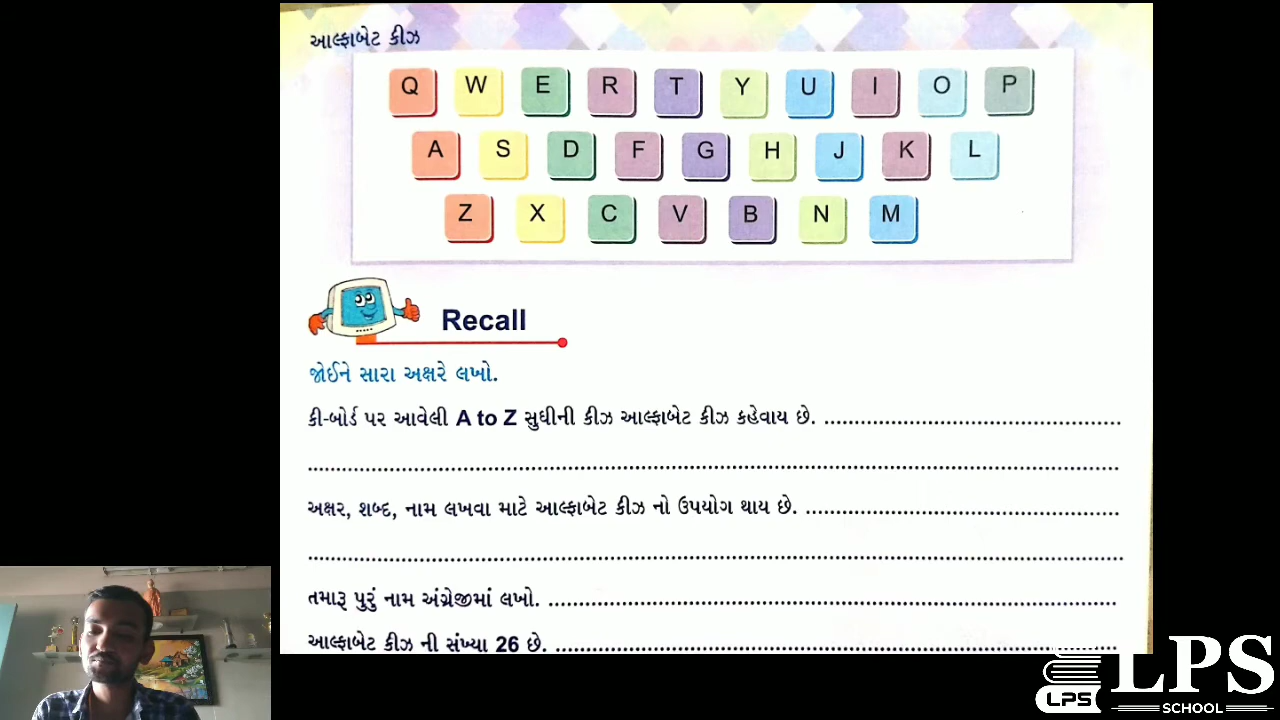 આલ્ફાબેટ કીઝ
Q W E R T Y U I O P
A S D F G H J K L
Z X C V B N M
Recall
જોઈને સારા અક્ષરે લખો.
કી-બોર્ડ પર આવેલી A to Z સુધીની કીઝ આલ્ફાબેટ કીઝ કહેવાય છે. ....................................................
................................................................................................................................................
અક્ષર, શબ્દ, નામ લખવા માટે આલ્ફાબેટ કીઝ નો ઉપયોગ થાય છે. ........................................................
................................................................................................................................................
તમારૂ પુરું નામ અંગ્રેજીમાં લખો. ....................................................................................................
આલ્ફાબેટ કીઝ ની સંખ્યા 26 છે. ....................................................................................................
LPS
LPS
SCHOOL